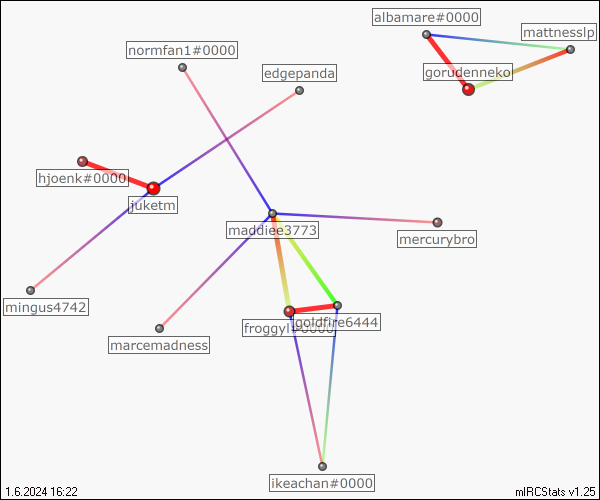 albamare#0000
mattnesslp
normfan1#0000
edgepanda
gorudenneko
hjoenk#0000
juketm
maddiee3773
mercurybro
mingus4742
froggyl#0000
goldfire6444
marcemadness
ikeachan#0000
1.6.2024 16:22
mIRCStats v1.25